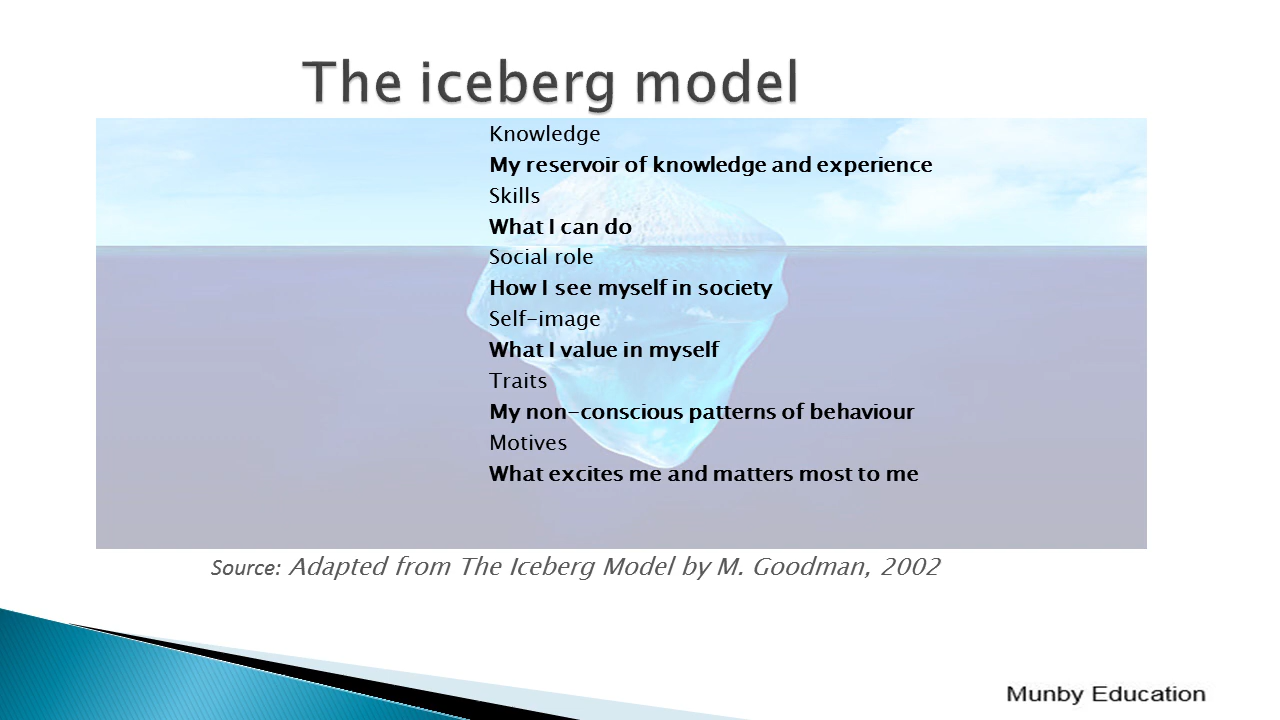 The iceberg model
Knowledge
My reservoir of knowledge and experience
Skills
What I can do
Social role
How I see myself in society
Self-image
What I value in myself
Traits
My non-conscious patterns of behaviour
Motives
What excites me and matters most to me
Source: Adapted from The Iceberg Model by M. Goodman, 2002
Munby Education